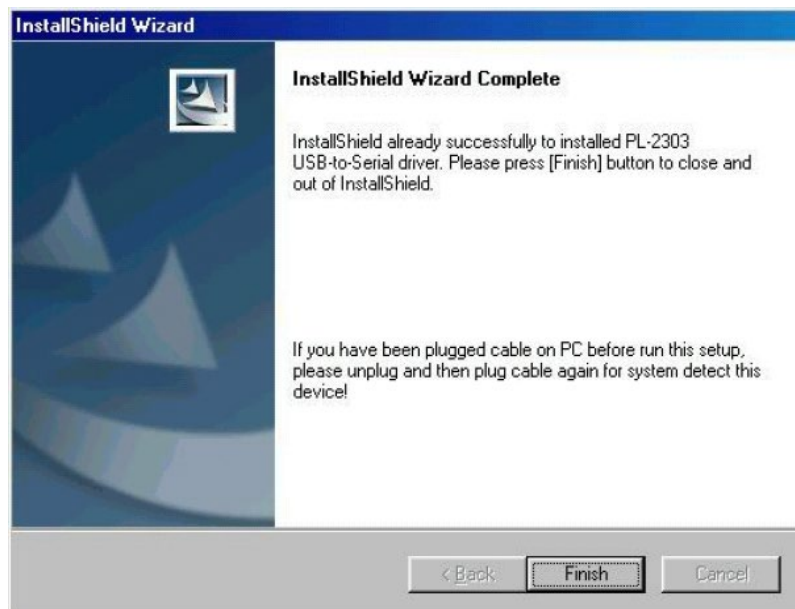 InstallShield Wizard
InstallShield Wizard Complete
InstallShield already successfully to installed PL-2303
USB-to-Serial driver. Please press [Finish] button to close and
out of InstallShield.
If you have been plugged cable on PC before run this setup,
please unplug and then plug cable again for system detect this
device!
< Back Finish Cancel